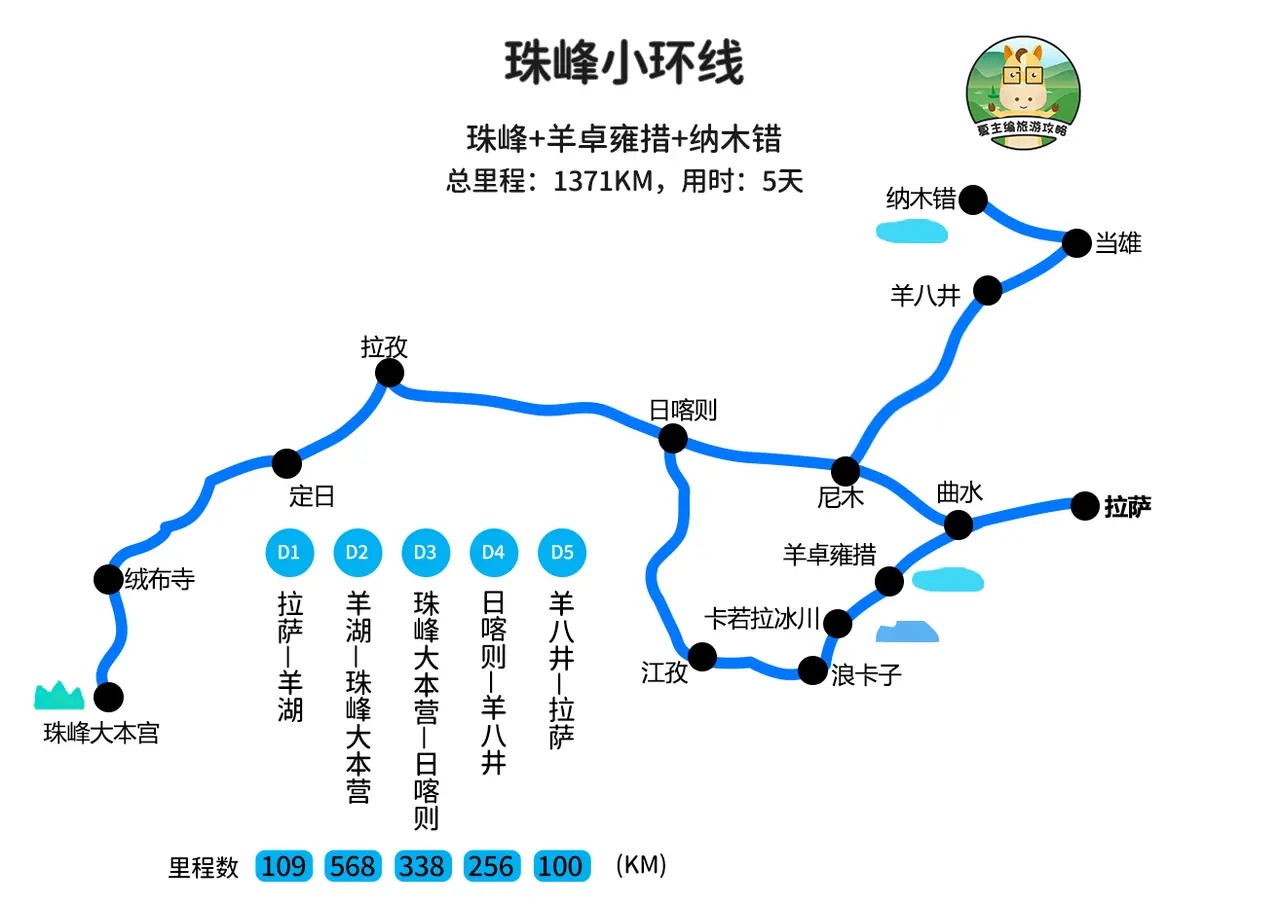 珠峰小环线
夏主编旅游攻略
珠峰+羊卓雍措+纳木错
总里程：1371KM，用时：5天
纳木错
当雄
羊八井
拉孜
日喀则
定日
尼木
曲水
拉萨
羊卓雍措
绒布寺
卡若拉冰川
江孜
浪卡子
珠峰大本宫
D1
拉萨—羊湖
D2
羊湖—珠峰大本营
D3
珠峰大本营—日喀则
D4
日喀则—羊八井
D5
羊八井—拉萨
里程数 109 568 338 256 100 (KM)